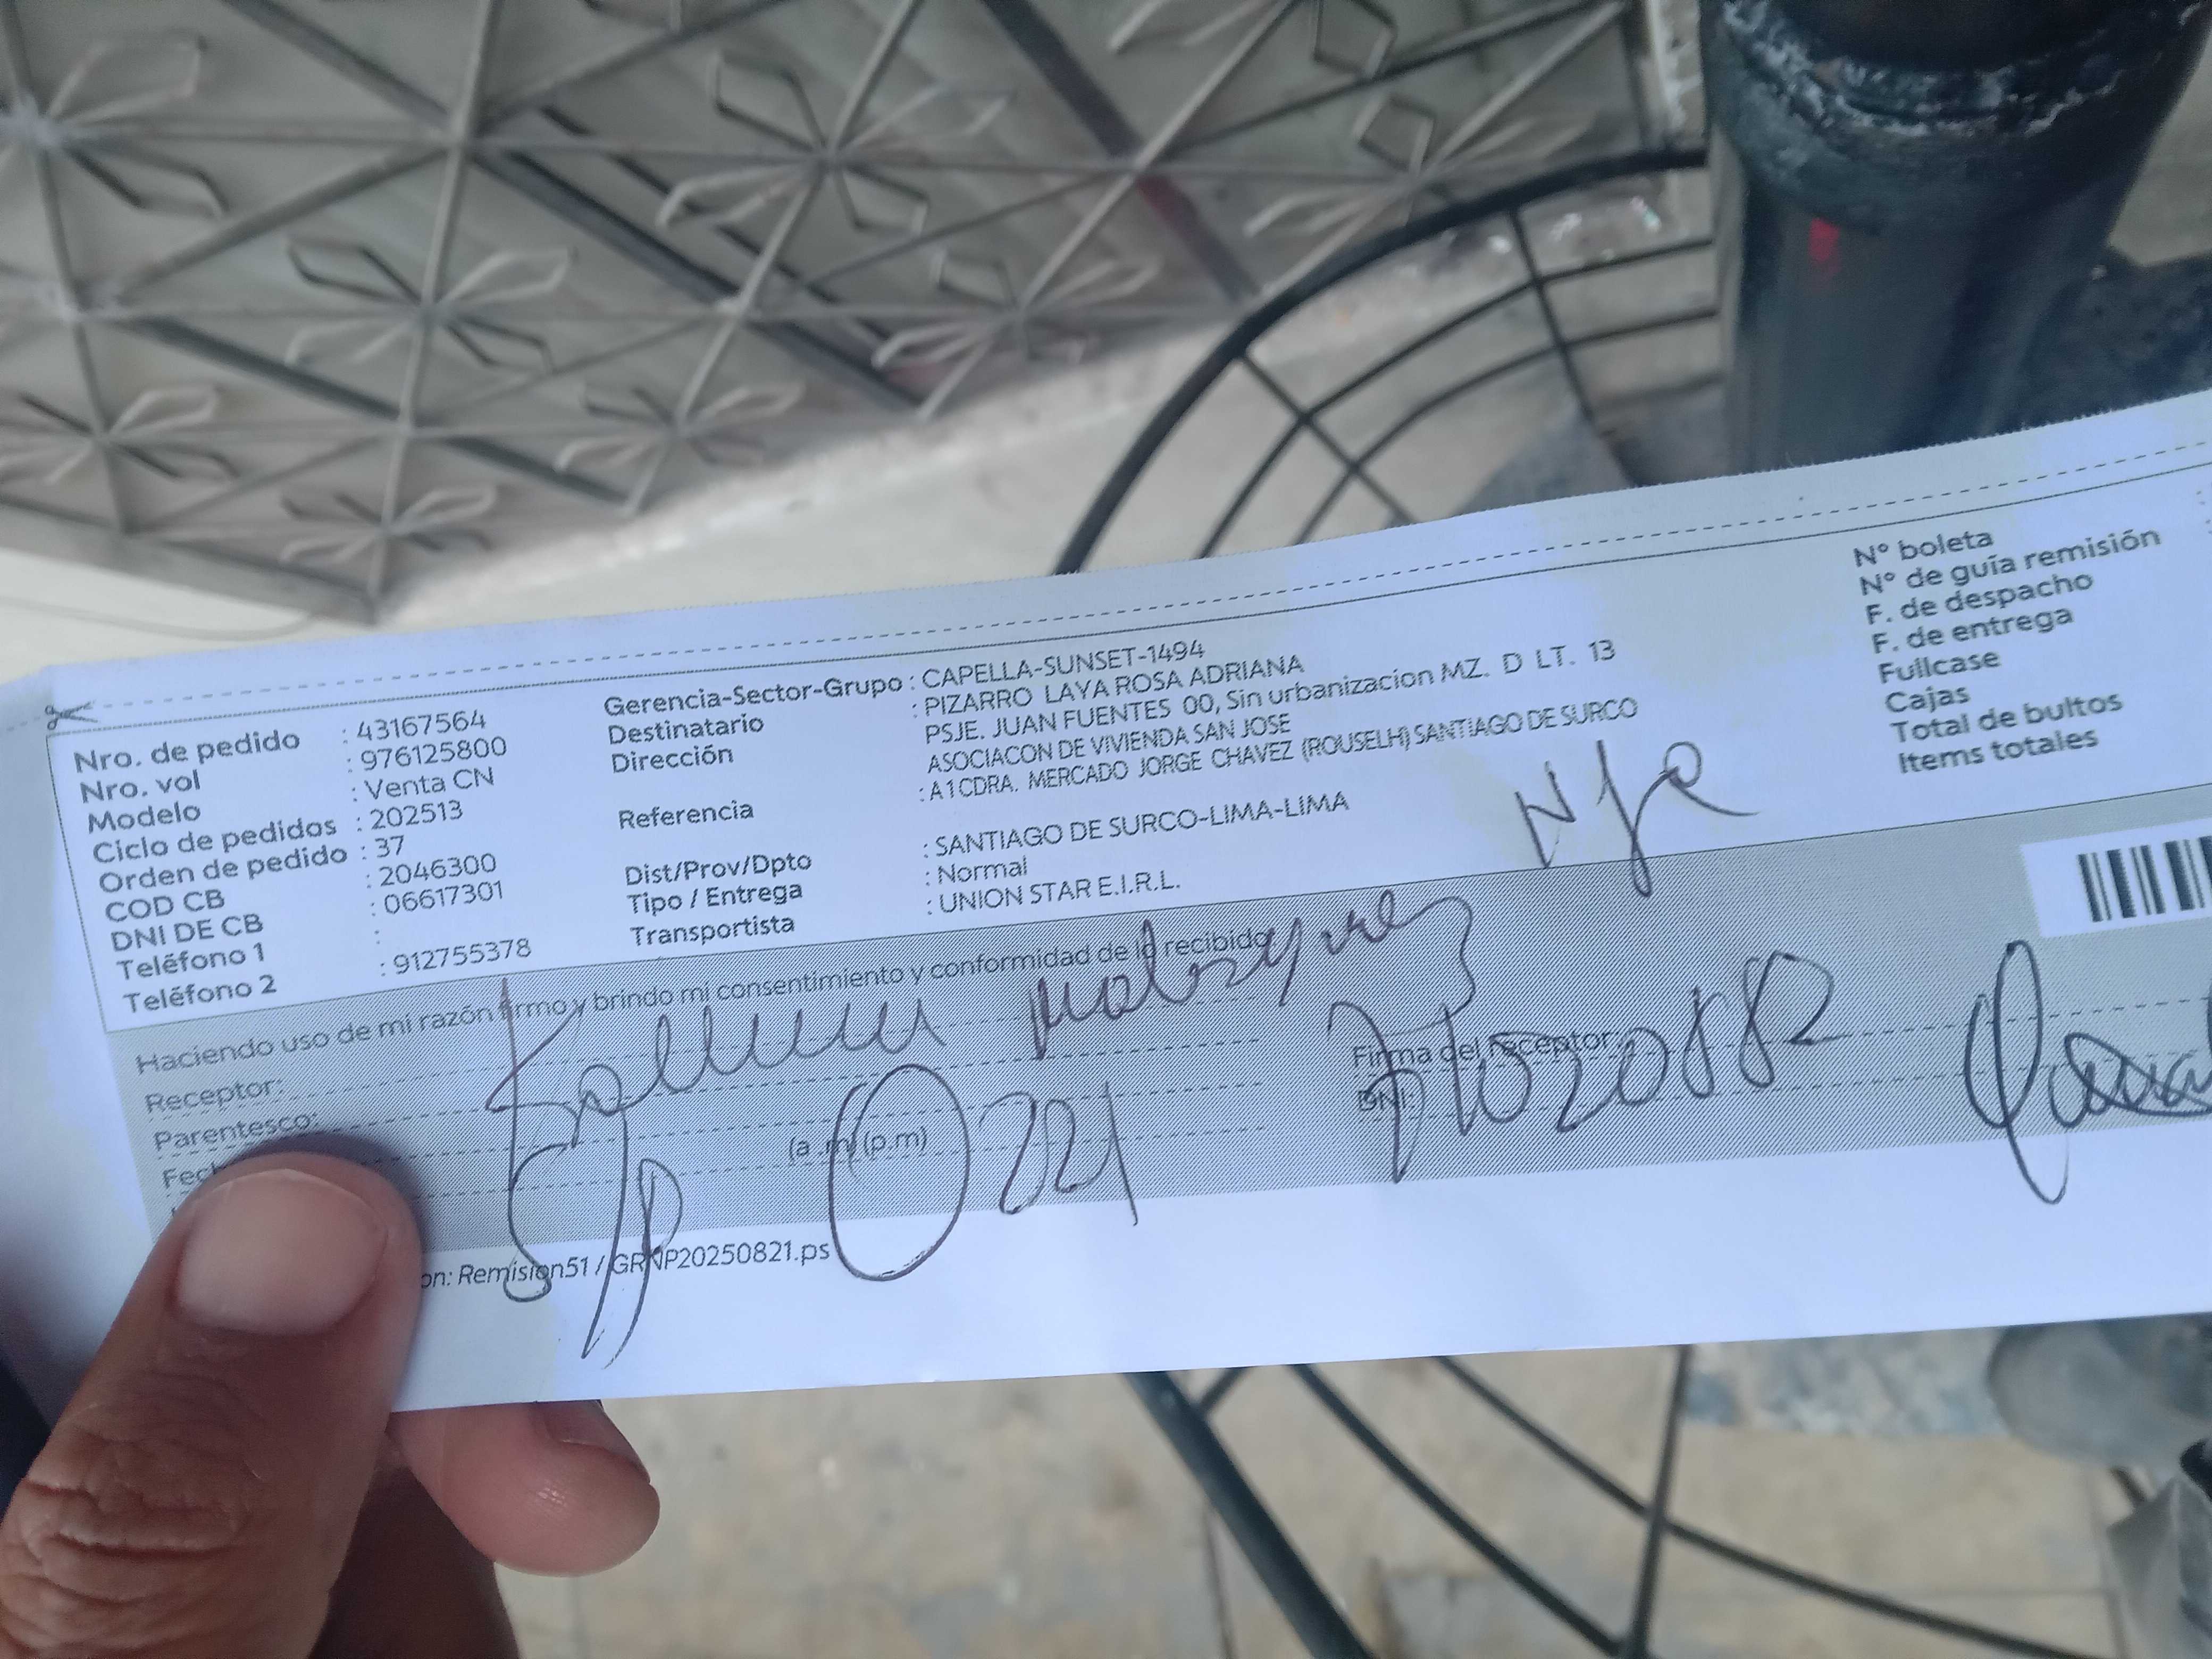 Nro. de pedido : 43167564
Nro. vol : 976125800
Modelo : Venta CN
Ciclo de pedidos : 202513
Orden de pedido : 37
COD CB : 2046300
DNI DE CB : 06617301
Teléfono 1 :
Teléfono 2 : 912755378
Gerencia-Sector-Grupo : CAPELLA-SUNSET-1494
Destinatario : PIZARRO LAYA ROSA ADRIANA
Dirección PSJE. JUAN FUENTES 00, Sin urbanizacion MZ. D LT. 13
ASOCIACON DE VIVIENDA SAN JOSE
Referencia : A 1 CDRA. MERCADO JORGE CHAVEZ (ROUSELH) SANTIAGO DE SURCO
Dist/Prov/Dpto : SANTIAGO DE SURCO-LIMA-LIMA
Tipo / Entrega : Normal
Transportista : UNION STAR E.I.R.L.
N° boleta
N° de guía remisión
F. de despacho
F. de entrega
Fullcase
Cajas
Total de bultos
Items totales
Haciendo uso de mi razón firmo y brindo mi consentimiento y conformidad de lo recibido:
Receptor:
Parentesco:
(a.m) (p.m)
Firma del receptor:
DNI:
on: Remision51 / GRNP20250821.ps